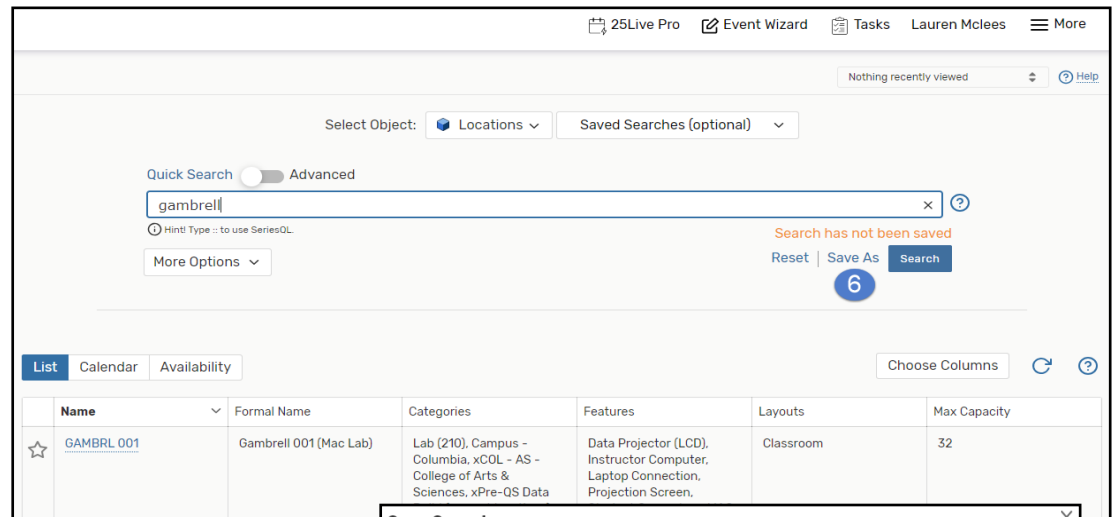 25Live Pro Event Wizard Tasks Lauren Mclees More
Nothing recently viewed Help
Select Object: Locations Saved Searches (optional)
Quick Search Advanced
gambrell
Hint! Type :: to use SeriesQL.
Search has not been saved
More Options Reset | Save As Search
6
List Calendar Availability Choose Columns
Name Formal Name Categories Features Layouts Max Capacity
GAMBRL 001 Gambrell 001 (Mac Lab) Lab (210), Campus - Data Projector (LCD), Classroom 32
Columbia, xCOL - AS - Instructor Computer,
College of Arts & Laptop Connection,
Sciences, xPre-QS Data Projection Screen,